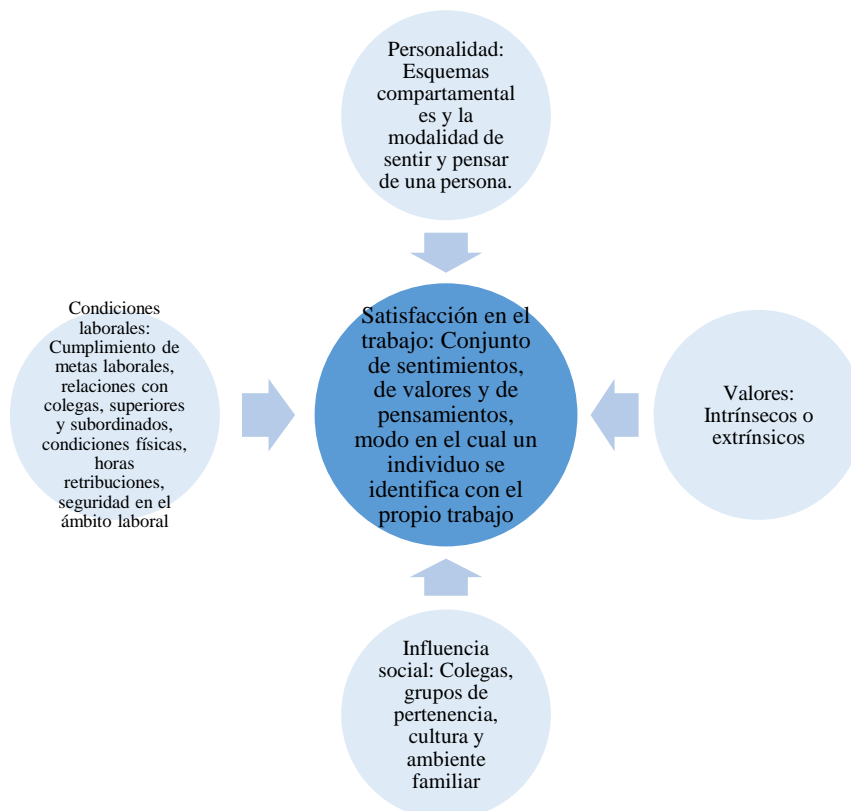 Personalidad:
Esquemas
compartamental
es y la
modalidad de
sentir y pensar
de una persona.
Condiciones
laborales:
Cumplimiento de
metas laborales,
relaciones con
colegas, superiores
y subordinados,
condiciones físicas,
horas
retribuciones,
seguridad en el
ámbito laboral
Satisfacción en el
trabajo: Conjunto
de sentimientos,
de valores y de
pensamientos,
modo en el cual un
individuo se
identifica con el
propio trabajo
Valores:
Intrínsecos o
extrínsicos
Influencia
social: Colegas,
grupos de
pertenencia,
cultura y
ambiente
familiar